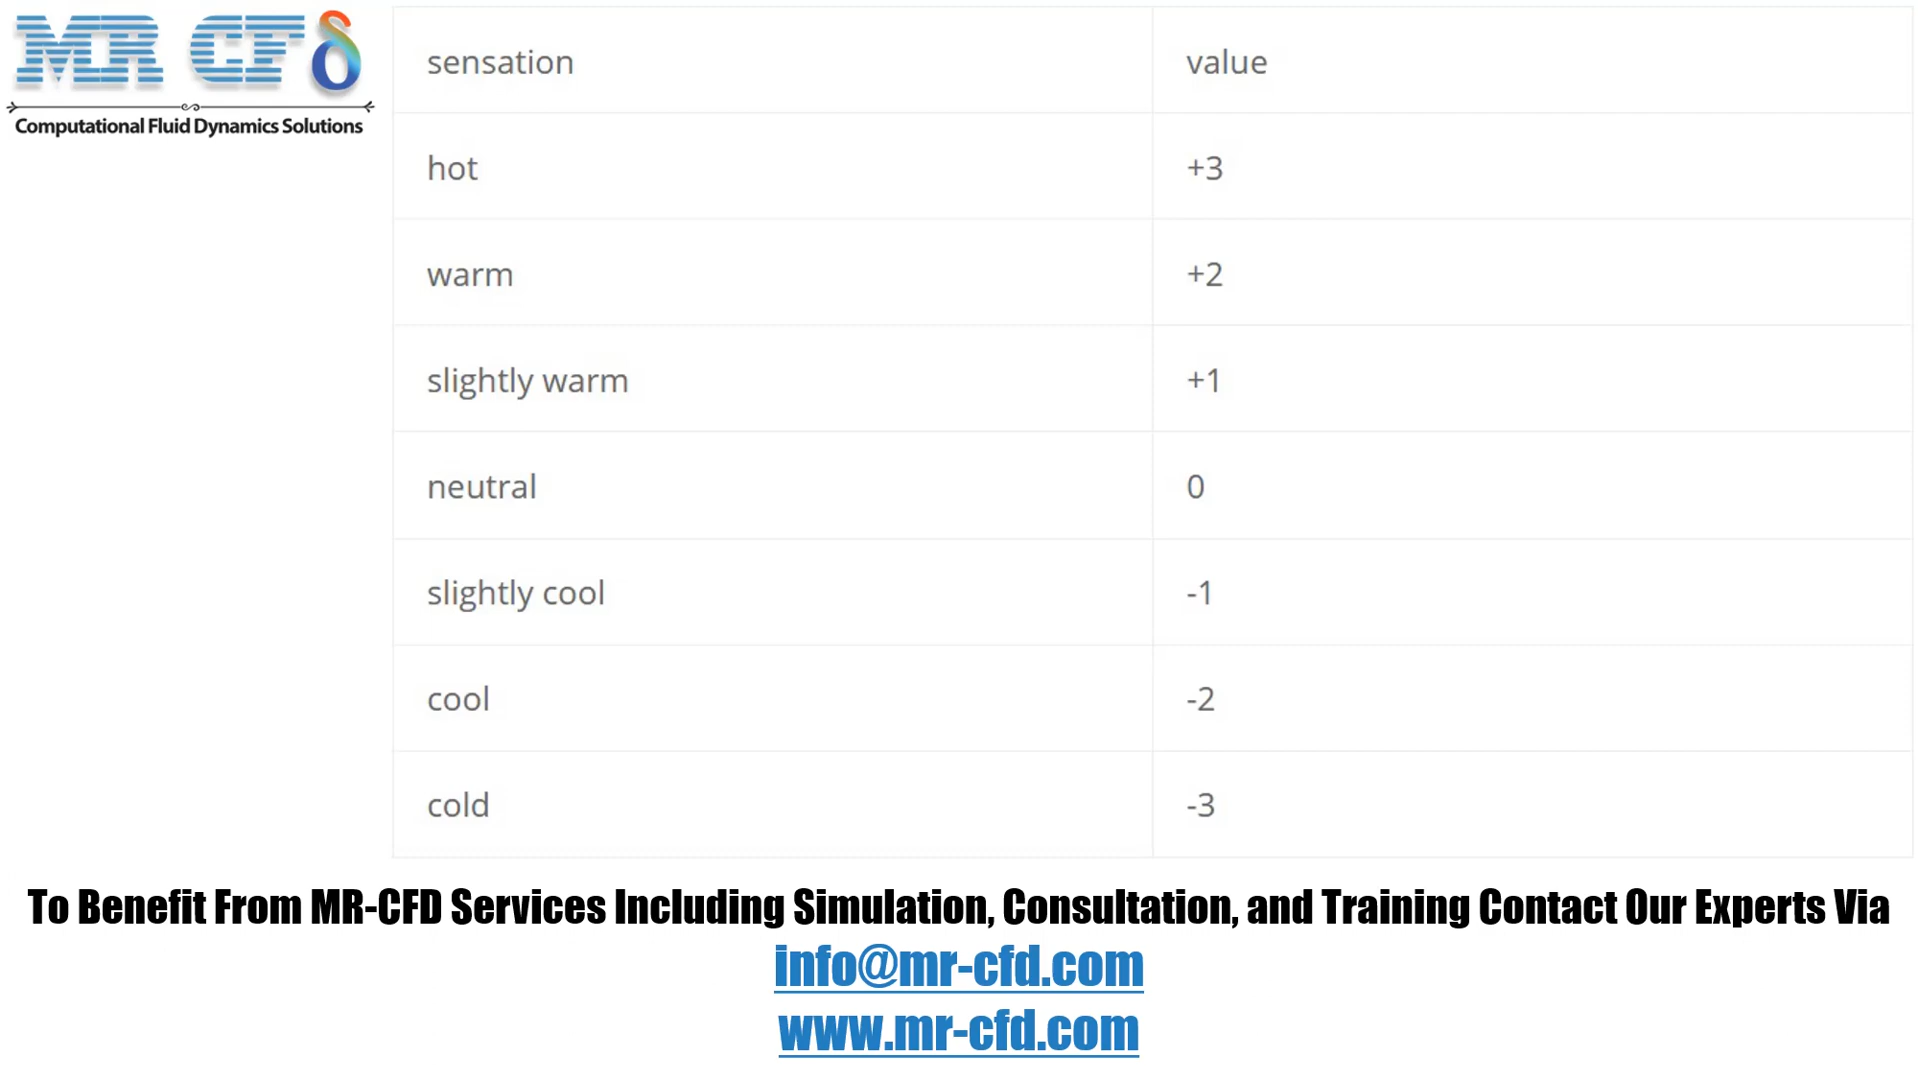 MR CFδ
Computational Fluid Dynamics Solutions
sensation value
hot +3
warm +2
slightly warm +1
neutral 0
slightly cool -1
cool -2
cold -3
To Benefit From MR-CFD Services Including Simulation, Consultation, and Training Contact Our Experts Via
info@mr-cfd.com
www.mr-cfd.com